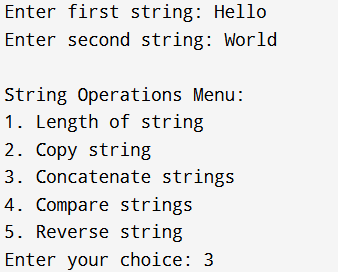 Enter first string: Hello
Enter second string: World
String Operations Menu:
1. Length of string
2. Copy string
3. Concatenate strings
4. Compare strings
5. Reverse string
Enter your choice: 3